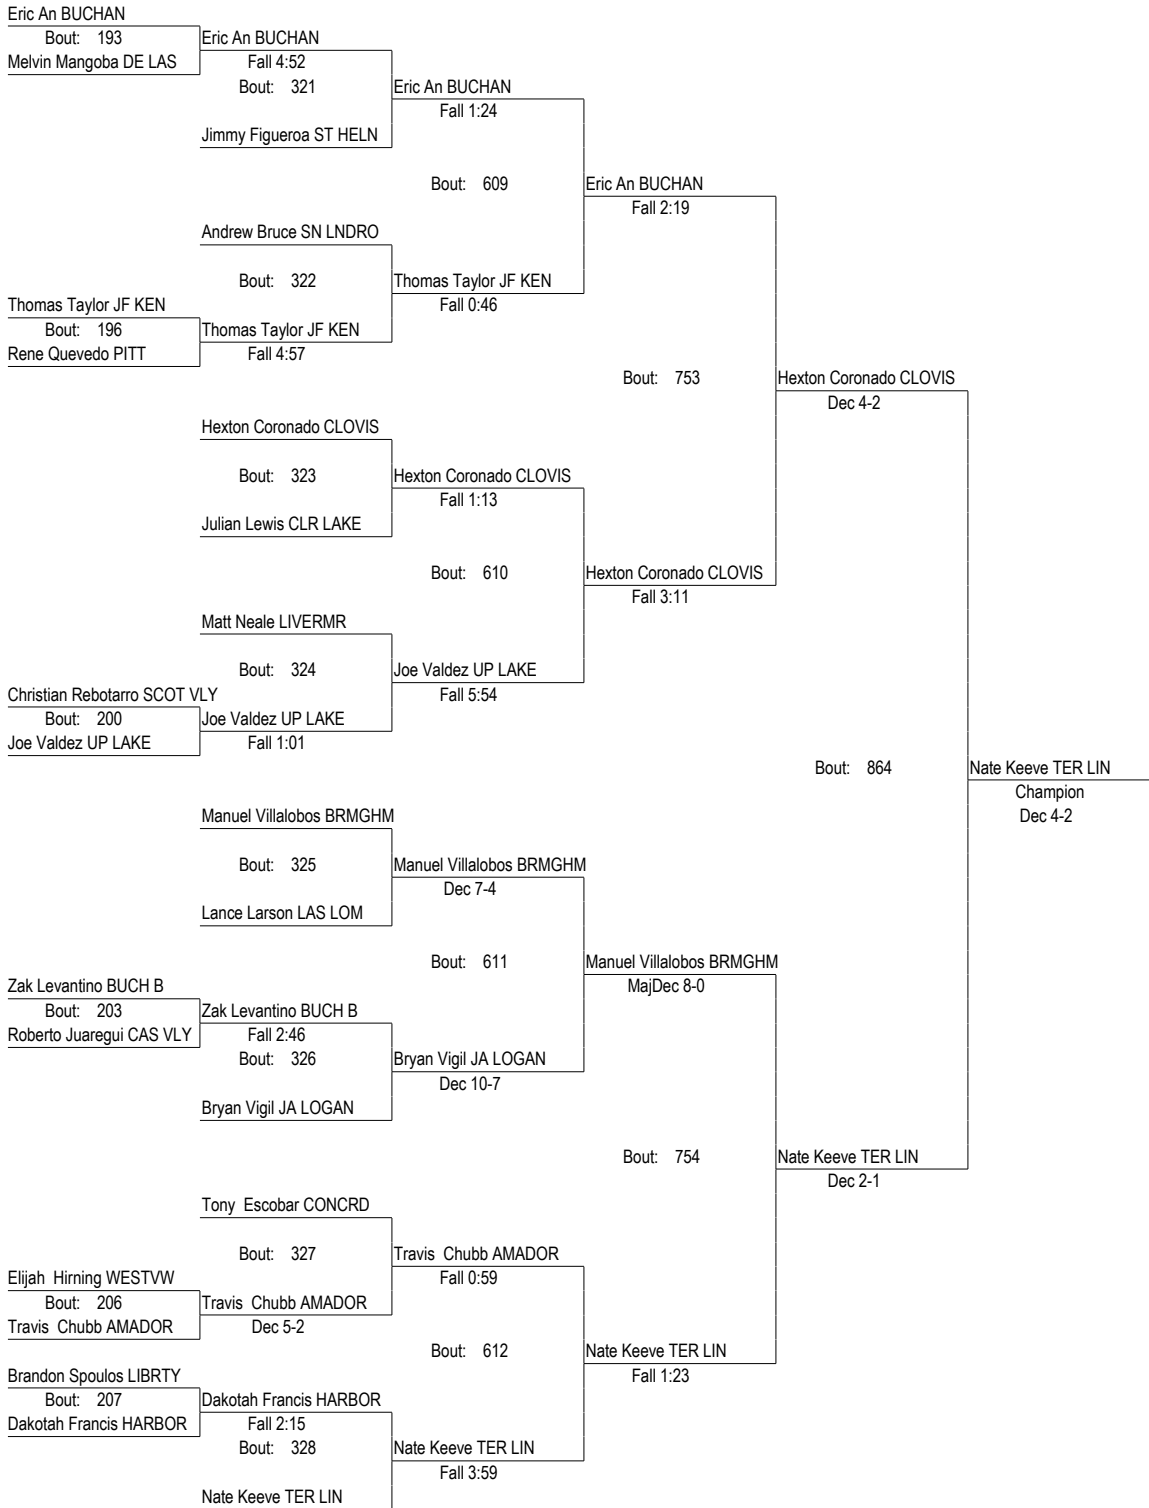 Eric An BUCHAN
Bout: 193
Eric An BUCHAN
Melvin Mangoba DE LAS
Fall 4:52
Bout: 321
Eric An BUCHAN
Fall 1:24
Jimmy Figueroa ST HELN
Bout: 609
Eric An BUCHAN
Fall 2:19
Andrew Bruce SN LNDRO
Bout: 322
Thomas Taylor JF KEN
Thomas Taylor JF KEN
Fall 0:46
Bout: 196
Thomas Taylor JF KEN
Rene Quevedo PITT
Fall 4:57
Bout: 753
Hexton Coronado CLOVIS
Dec 4-2
Hexton Coronado CLOVIS
Bout: 323
Hexton Coronado CLOVIS
Fall 1:13
Julian Lewis CLR LAKE
Bout: 610
Hexton Coronado CLOVIS
Fall 3:11
Matt Neale LIVERMR
Bout: 324
Joe Valdez UP LAKE
Christian Rebotarro SCOT VLY
Fall 5:54
Bout: 200
Joe Valdez UP LAKE
Joe Valdez UP LAKE
Fall 1:01
Bout: 864
Nate Keeve TER LIN
Champion
Dec 4-2
Manuel Villalobos BRMGHM
Bout: 325
Manuel Villalobos BRMGHM
Dec 7-4
Lance Larson LAS LOM
Bout: 611
Manuel Villalobos BRMGHM
Zak Levantino BUCH B
MajDec 8-0
Bout: 203
Zak Levantino BUCH B
Roberto Juaregui CAS VLY
Fall 2:46
Bout: 326
Bryan Vigil JA LOGAN
Dec 10-7
Bryan Vigil JA LOGAN
Bout: 754
Nate Keeve TER LIN
Dec 2-1
Tony Escobar CONCRD
Bout: 327
Travis Chubb AMADOR
Elijah Hirning WESTVW
Fall 0:59
Bout: 206
Travis Chubb AMADOR
Travis Chubb AMADOR
Dec 5-2
Bout: 612
Nate Keeve TER LIN
Brandon Spoulos LIBRTY
Fall 1:23
Bout: 207
Dakotah Francis HARBOR
Dakotah Francis HARBOR
Fall 2:15
Bout: 328
Nate Keeve TER LIN
Fall 3:59
Nate Keeve TER LIN